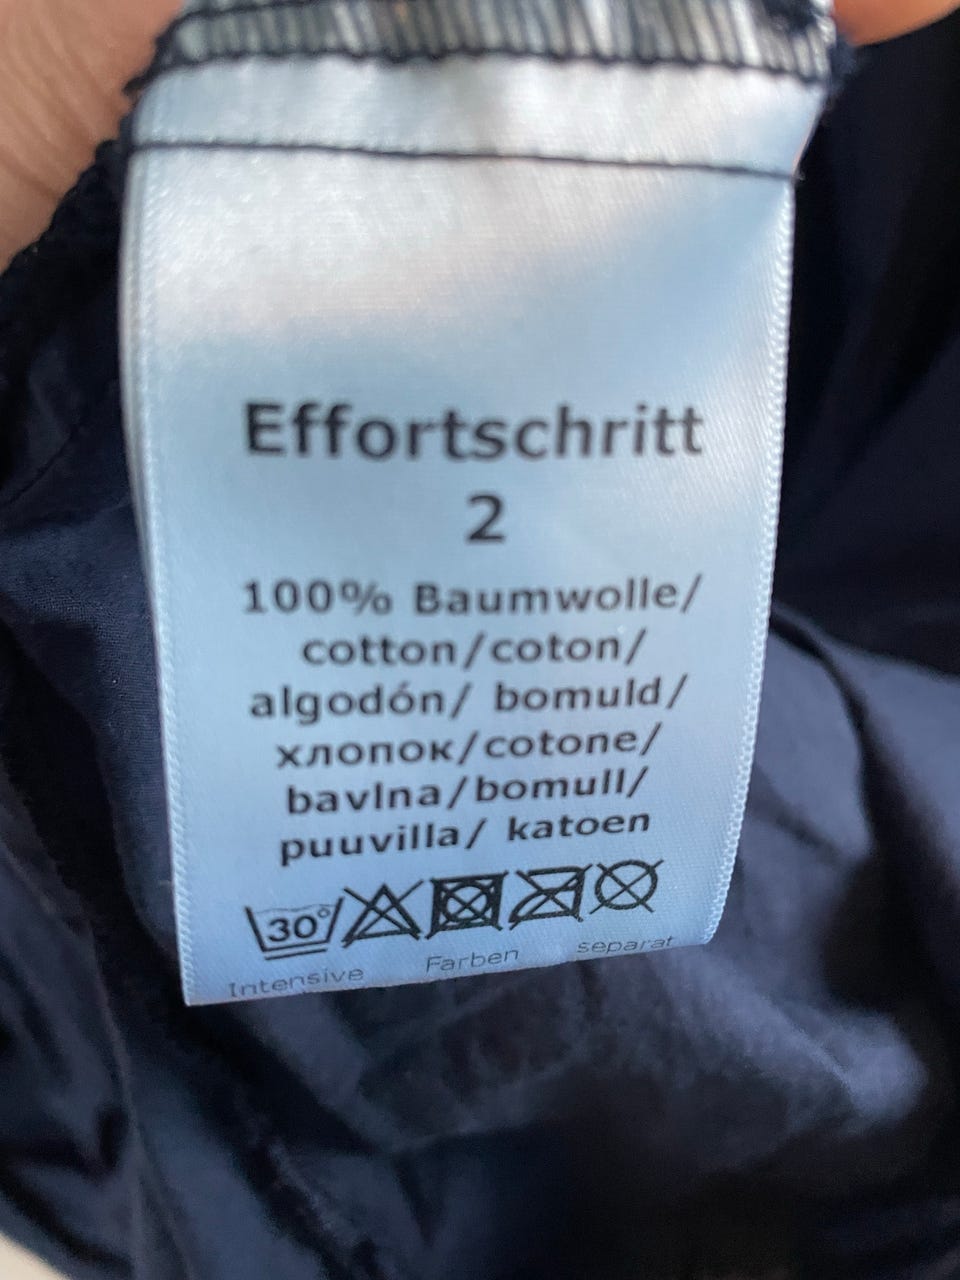 Effortschritt
2
100% Baumwolle/
cotton/coton/
algodón/ bomuld/
хлопок/cotone/
bavlna/bomull/
puuvilla/ katoen
30°
Intensive Farben separat